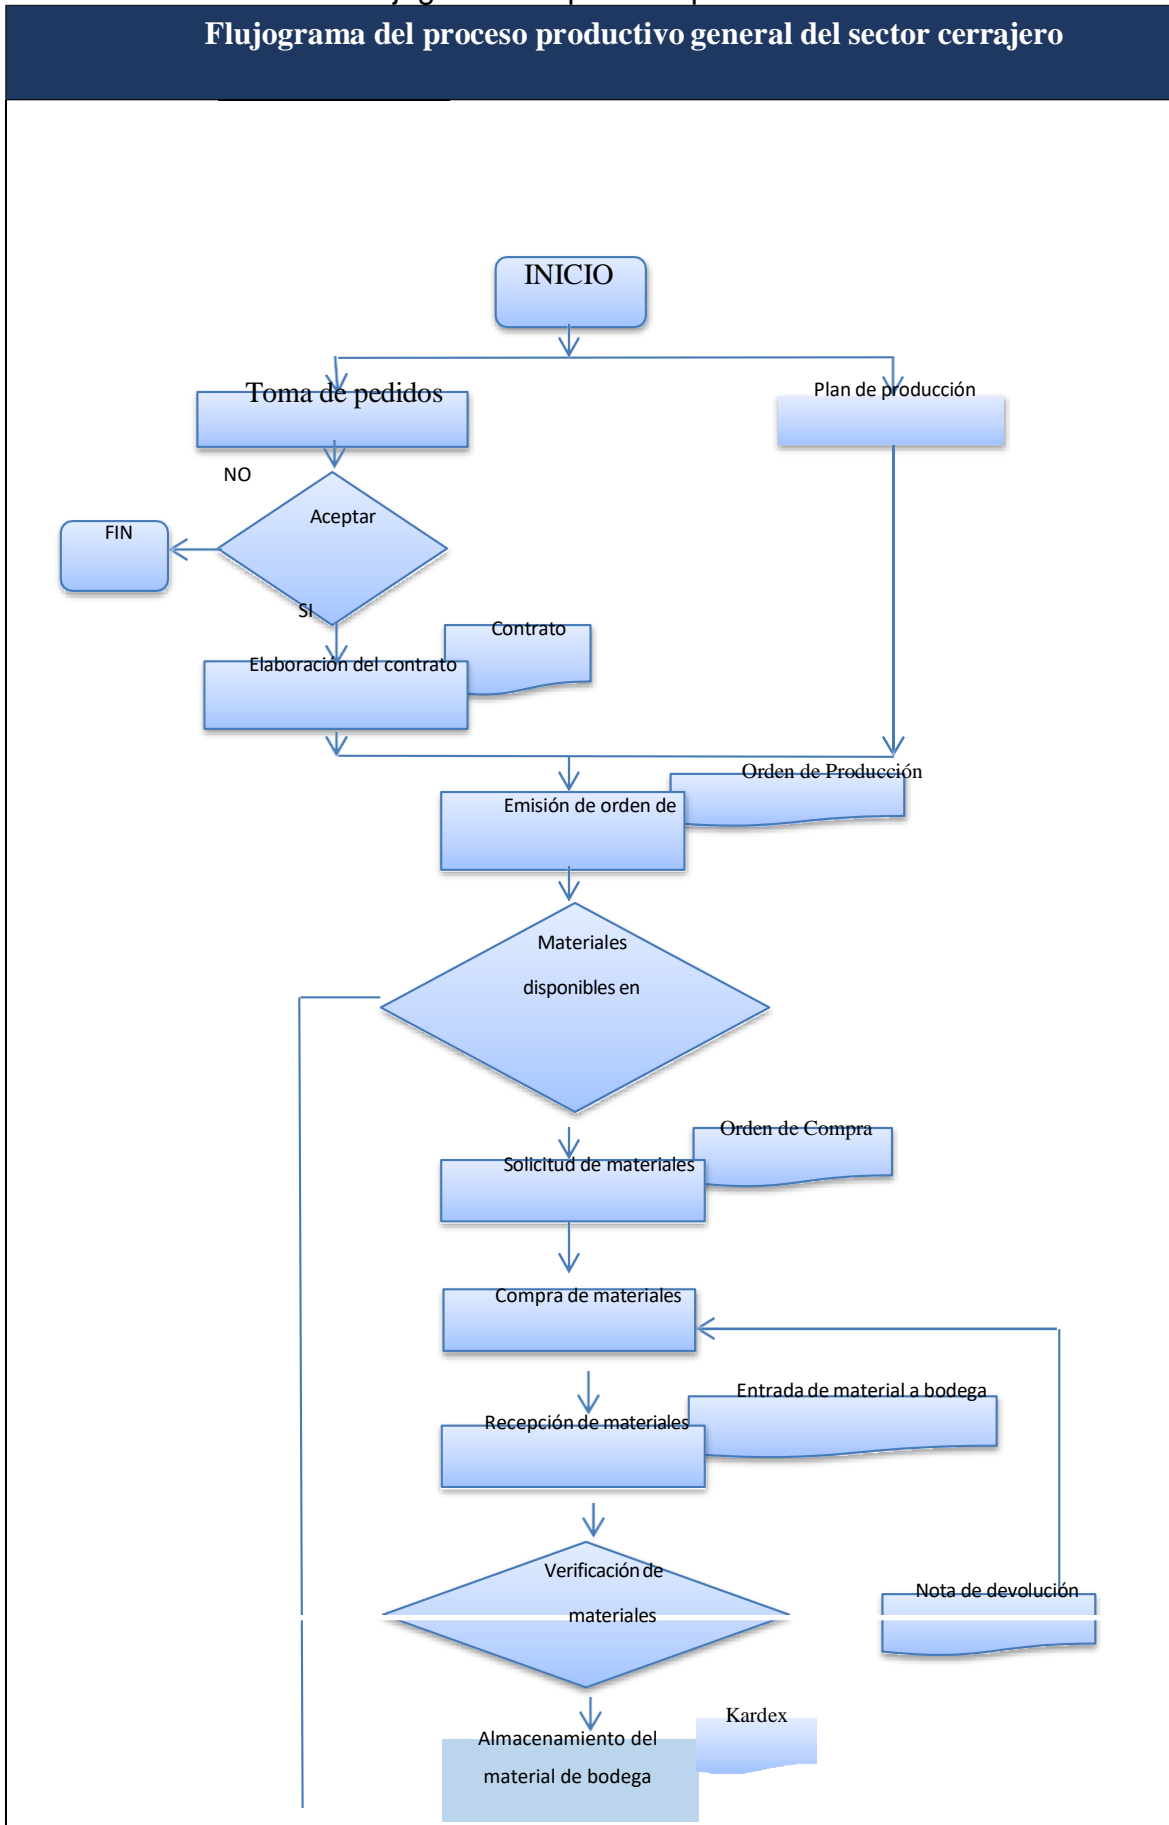 Flujograma del proceso productivo general del sector cerrajero
INICIO
Toma de pedidos
Plan de producción
NO
Aceptar
FIN
SI
Contrato
Elaboración del contrato
Orden de Producción
Emisión de orden de
Materiales
disponibles en
Orden de Compra
Solicitud de materiales
Compra de materiales
Entrada de material a bodega
Recepción de materiales
Verificación de
materiales
Nota de devolución
Kardex
Almacenamiento del
material de bodega